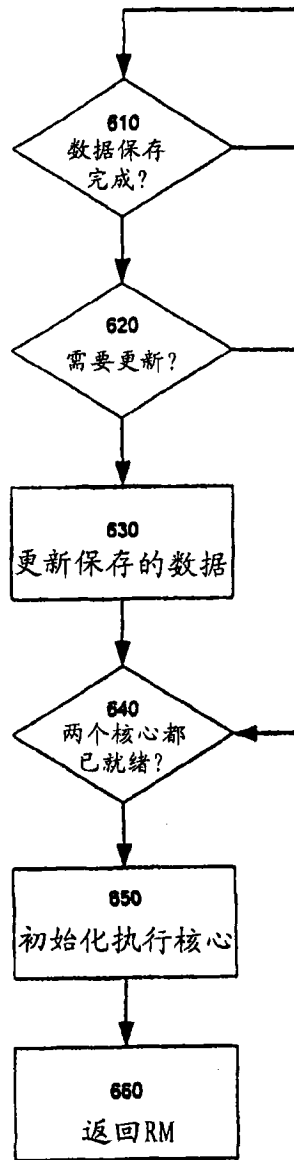 610
数据保存
完成?
620
需要更新?
630
更新保存的数据
640
两个核心都
已就绪?
650
初始化执行核心
660
返回RM